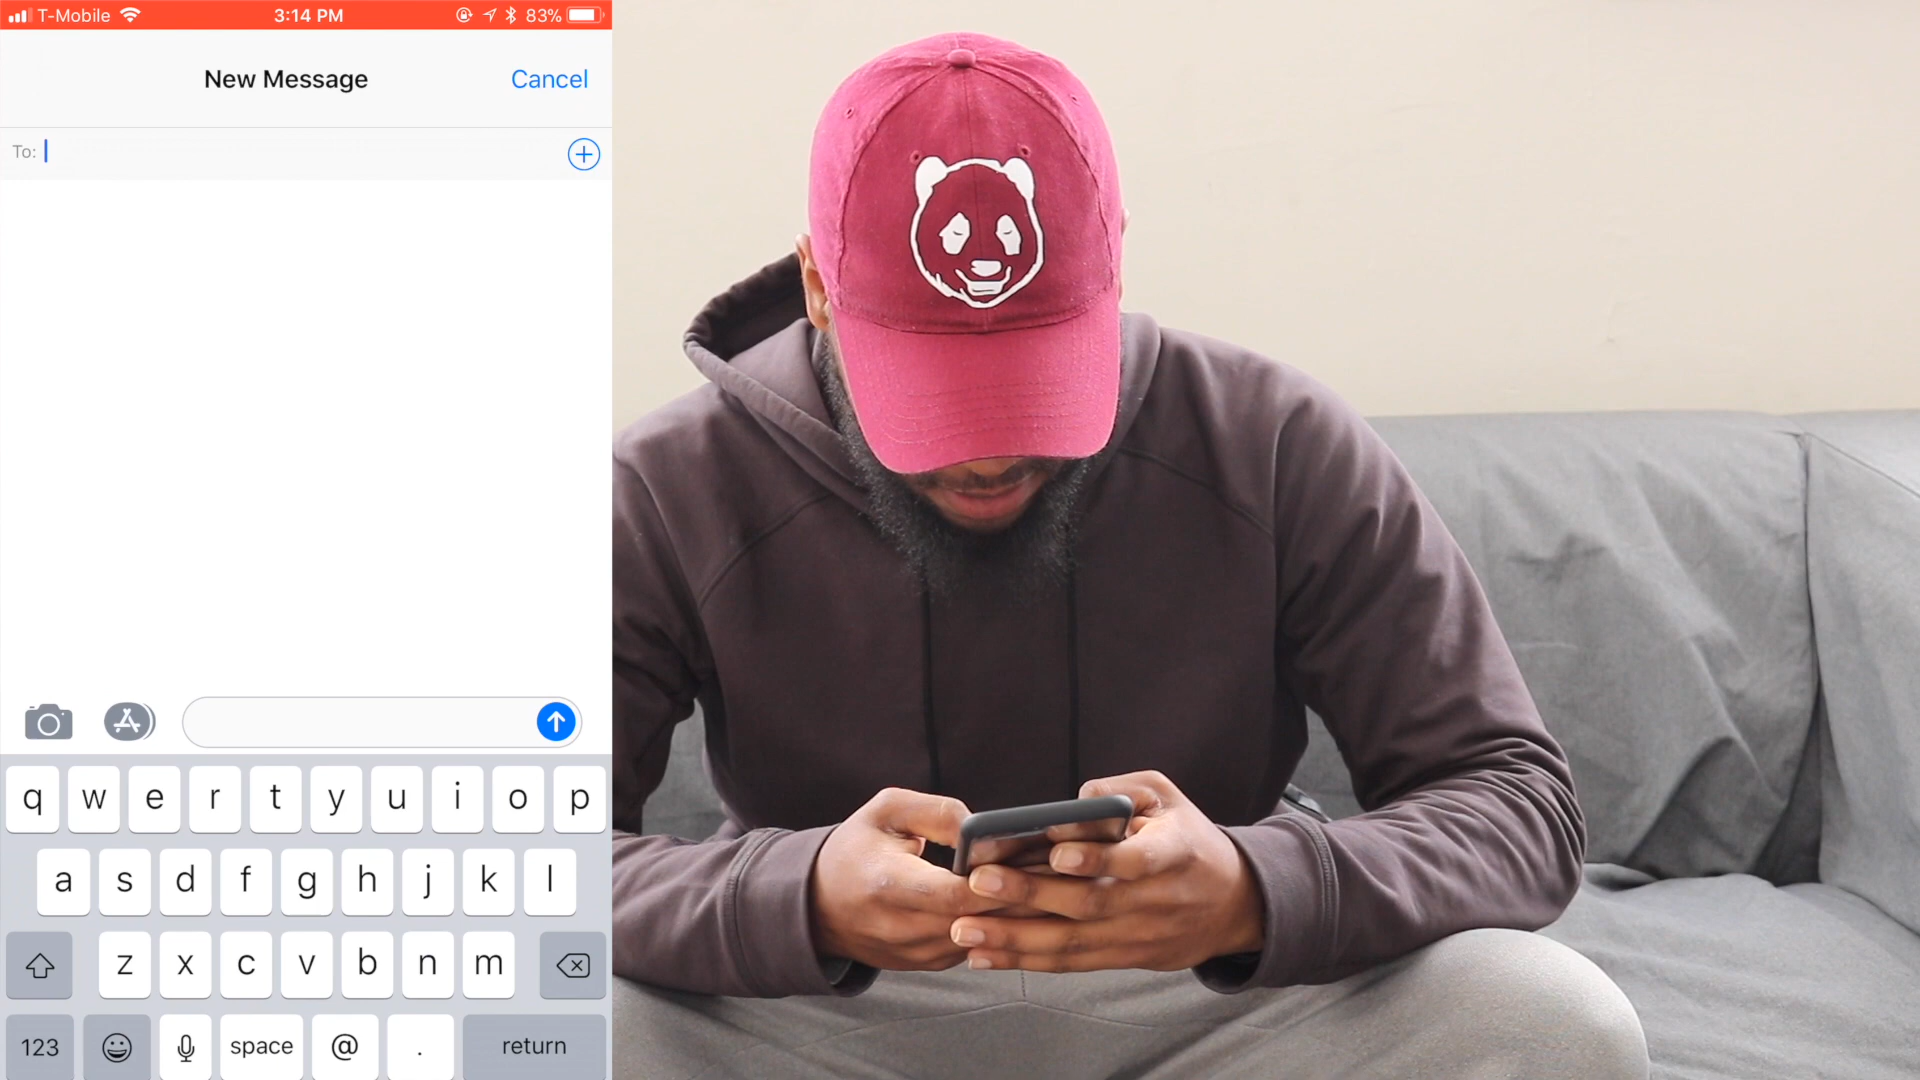 T-Mobile 3:14 PM 83%
New Message Cancel
To:
q w e r t y u i o p
a s d f g h j k l
z x c v b n m
123 space @ . return